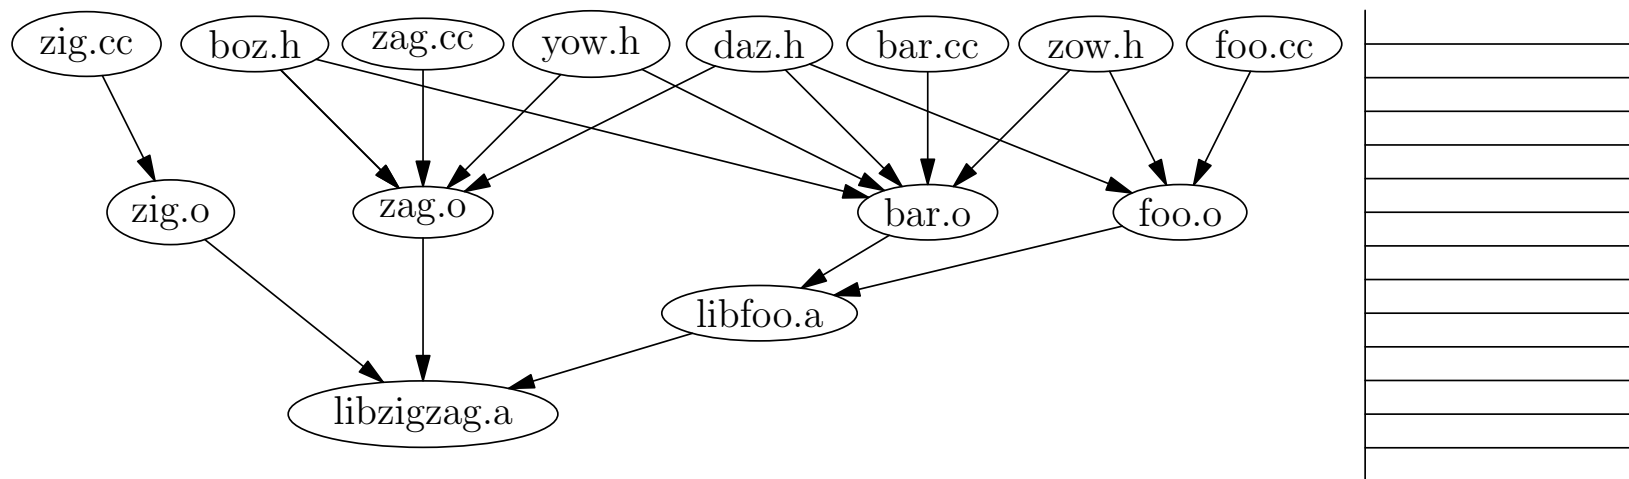 zig.cc boz.h zag.cc yow.h daz.h bar.cc zow.h foo.cc
zig.o zag.o bar.o foo.o
libfoo.a
libzigzag.a